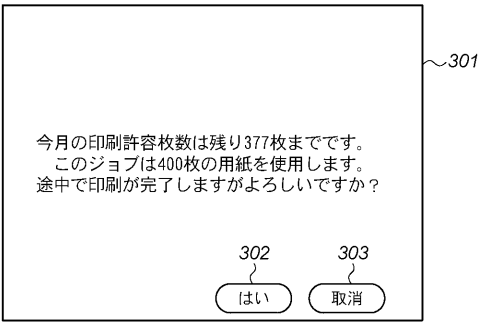 301
今月の印刷許容枚数は残り377枚までです。
このジョブは400枚の用紙を使用します。
途中で印刷が完了しますがよろしいですか？
302 303
はい 取消